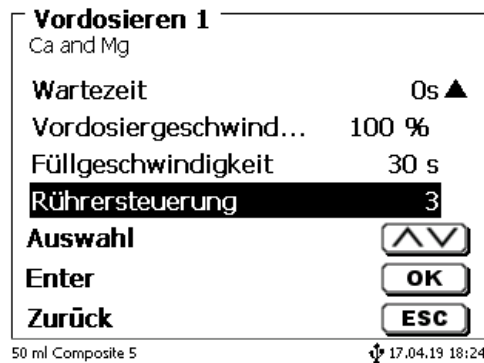 Vordosieren 1
Ca and Mg
Wartezeit 0s
Vordosiergeschwind... 100 %
Füllgeschwindigkeit 30 s
Rührersteuerung 3
Auswahl
Enter OK
Zurück ESC
50 ml Composite 5 17.04.19 18:24